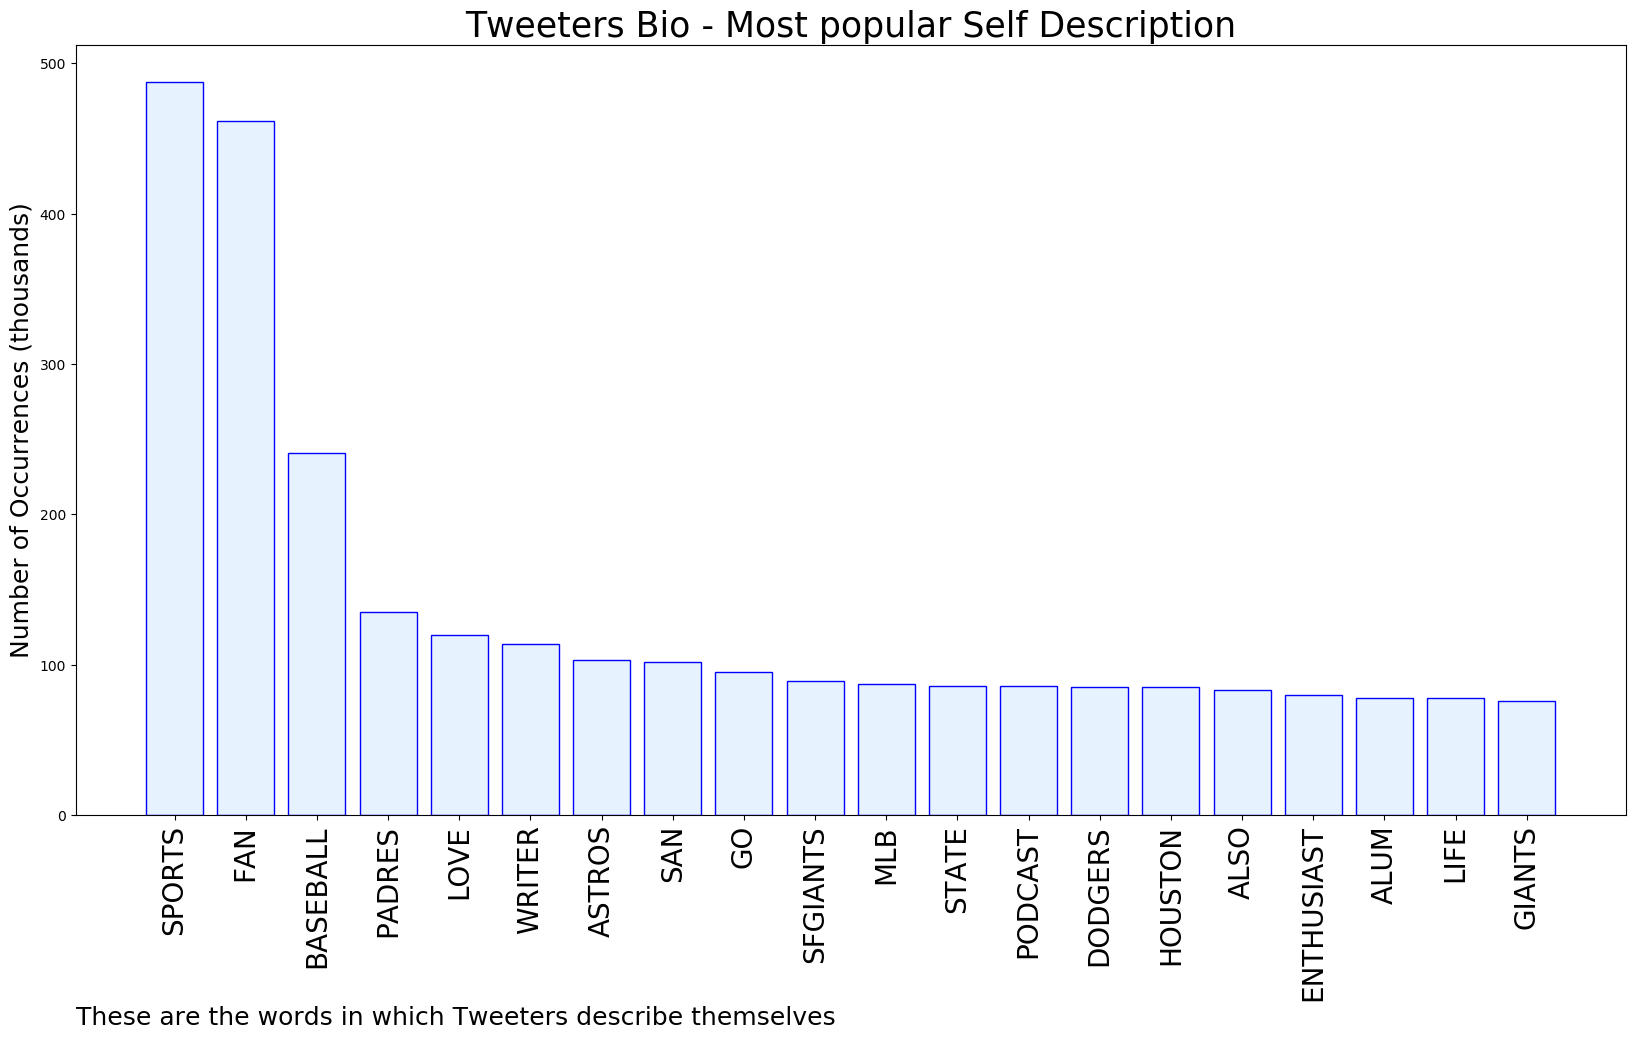 Tweeters Bio - Most popular Self Description
Number of Occurrences (thousands)
500
400
300
200
100
0
SPORTS
FAN
BASEBALL
PADRES
LOVE
WRITER
ASTROS
SAN
GO
SFGIANTS
MLB
STATE
PODCAST
DODGERS
HOUSTON
ALSO
ENTHUSIAST
ALUM
LIFE
GIANTS
These are the words in which Tweeters describe themselves